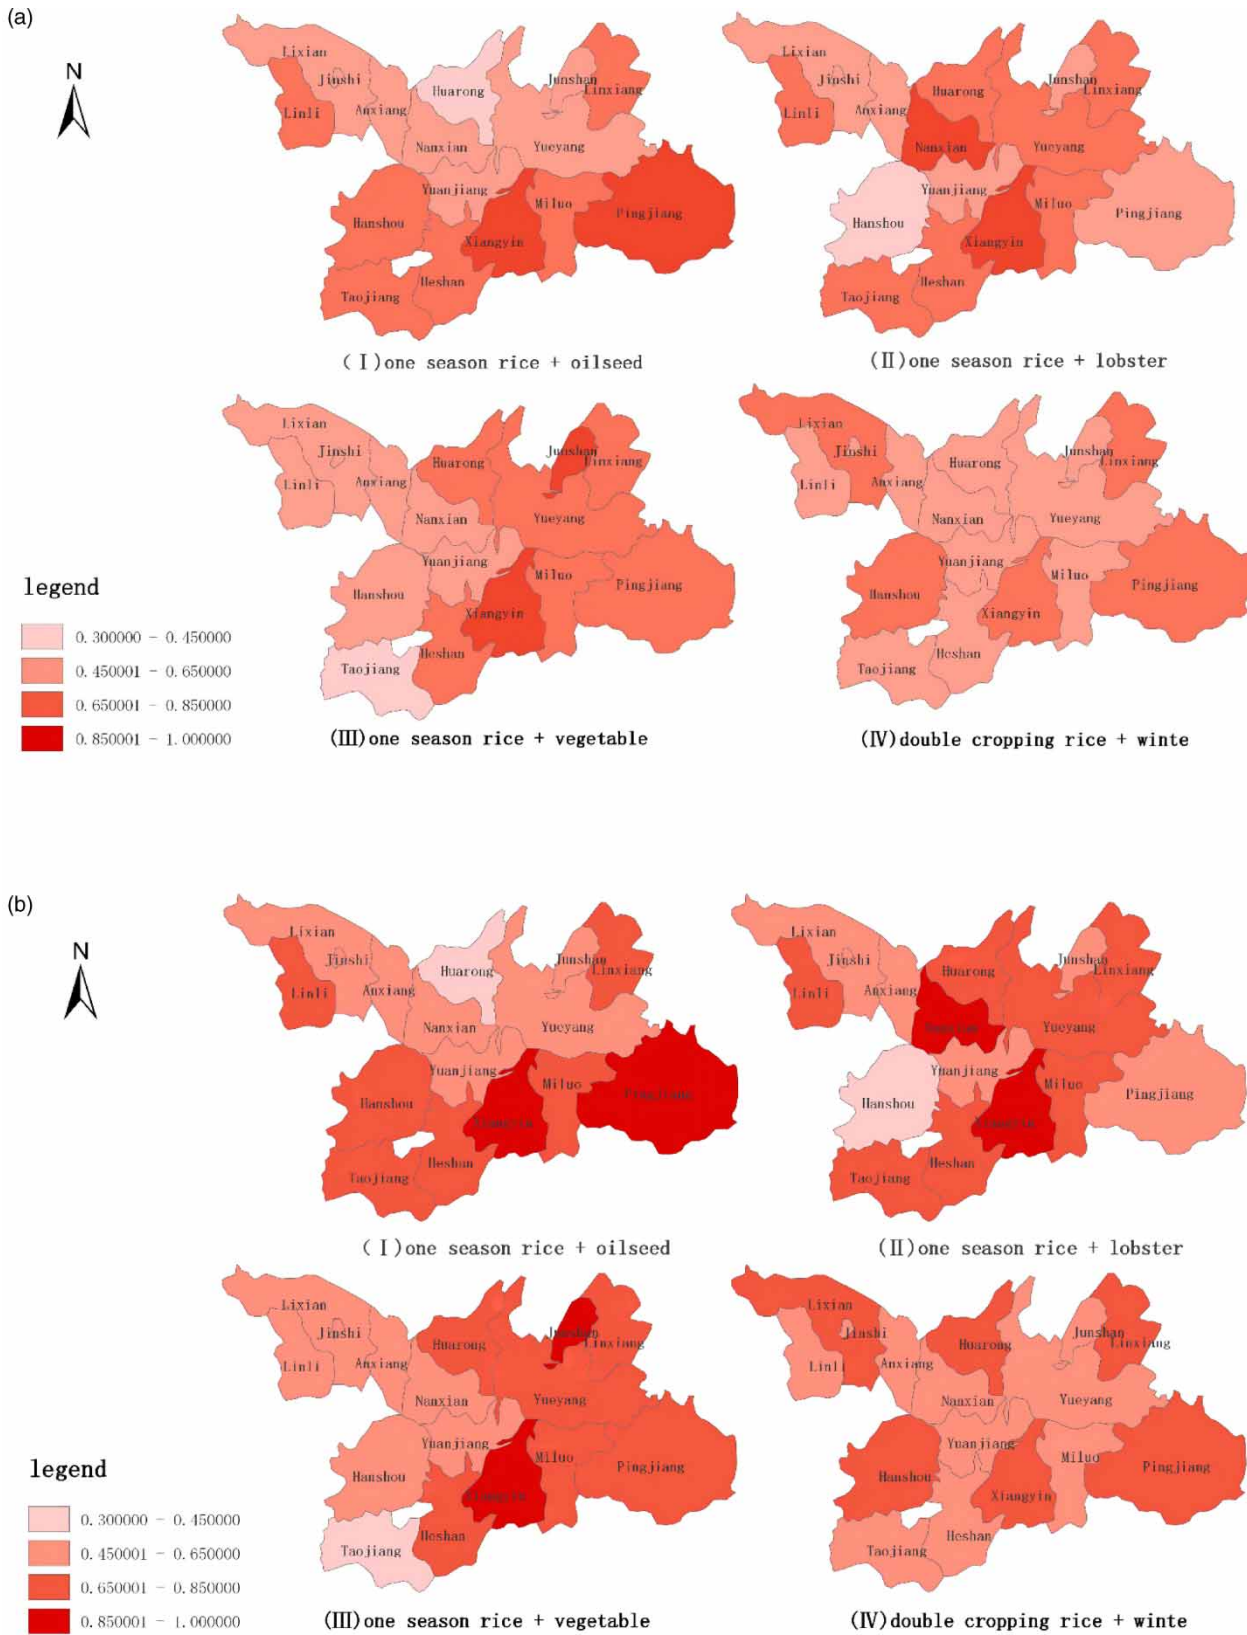 (a)
N
Lixian
Jinshi
Linli
Anxiang
Huarong
Nanxian
Junshan
Linxiang
Yueyang
Yuanjiang
Hanshou
Miluo
Pingjiang
Xiangyin
Heshan
Taojiang
(Ⅰ)one season rice + oilseed
Lixian
Jinshi
Linli
Anxiang
Huarong
Nanxian
Junshan
Linxiang
Yueyang
Yuanjiang
Hanshou
Miluo
Pingjiang
Xiangyin
Heshan
Taojiang
(Ⅱ)one season rice + lobster
Lixian
Jinshi
Linli
Anxiang
Huarong
Nanxian
Junshan
Linxiang
Yueyang
Yuanjiang
Hanshou
Miluo
Pingjiang
Xiangyin
Heshan
Taojiang
(Ⅲ)one season rice + vegetable
Lixian
Jinshi
Linli
Anxiang
Huarong
Nanxian
Junshan
Linxiang
Yueyang
Yuanjiang
Hanshou
Miluo
Pingjiang
Xiangyin
Heshan
Taojiang
(Ⅳ)double cropping rice + winte
legend
0.300000 - 0.450000
0.450001 - 0.650000
0.650001 - 0.850000
0.850001 - 1.000000
(b)
N
Lixian
Jinshi
Linli
Anxiang
Huarong
Nanxian
Junshan
Linxiang
Yueyang
Yuanjiang
Hanshou
Miluo
Pingjiang
Xiangyin
Heshan
Taojiang
(Ⅰ)one season rice + oilseed
Lixian
Jinshi
Linli
Anxiang
Huarong
Nanxian
Junshan
Linxiang
Yueyang
Yuanjiang
Hanshou
Miluo
Pingjiang
Xiangyin
Heshan
Taojiang
(Ⅱ)one season rice + lobster
Lixian
Jinshi
Linli
Anxiang
Huarong
Nanxian
Junshan
Linxiang
Yueyang
Yuanjiang
Hanshou
Miluo
Pingjiang
Xiangyin
Heshan
Taojiang
(Ⅲ)one season rice + vegetable
Lixian
Jinshi
Linli
Anxiang
Huarong
Nanxian
Junshan
Linxiang
Yueyang
Yuanjiang
Hanshou
Miluo
Pingjiang
Xiangyin
Heshan
Taojiang
(Ⅳ)double cropping rice + winte
legend
0.300000 - 0.450000
0.450001 - 0.650000
0.650001 - 0.850000
0.850001 - 1.000000